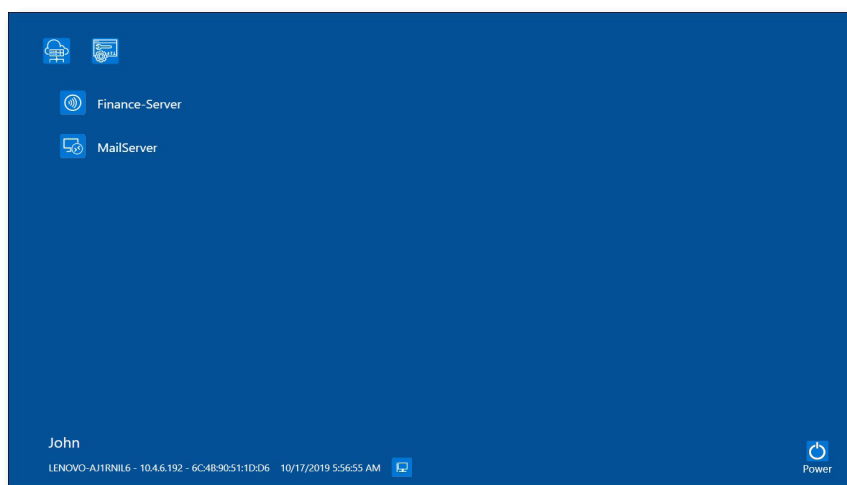 Finance-Server
MailServer
John
LENOVO-AJ1RNIL6 - 10.4.6.192 - 6C:4B:90:51:1D:D6 10/17/2019 5:56:55 AM
Power